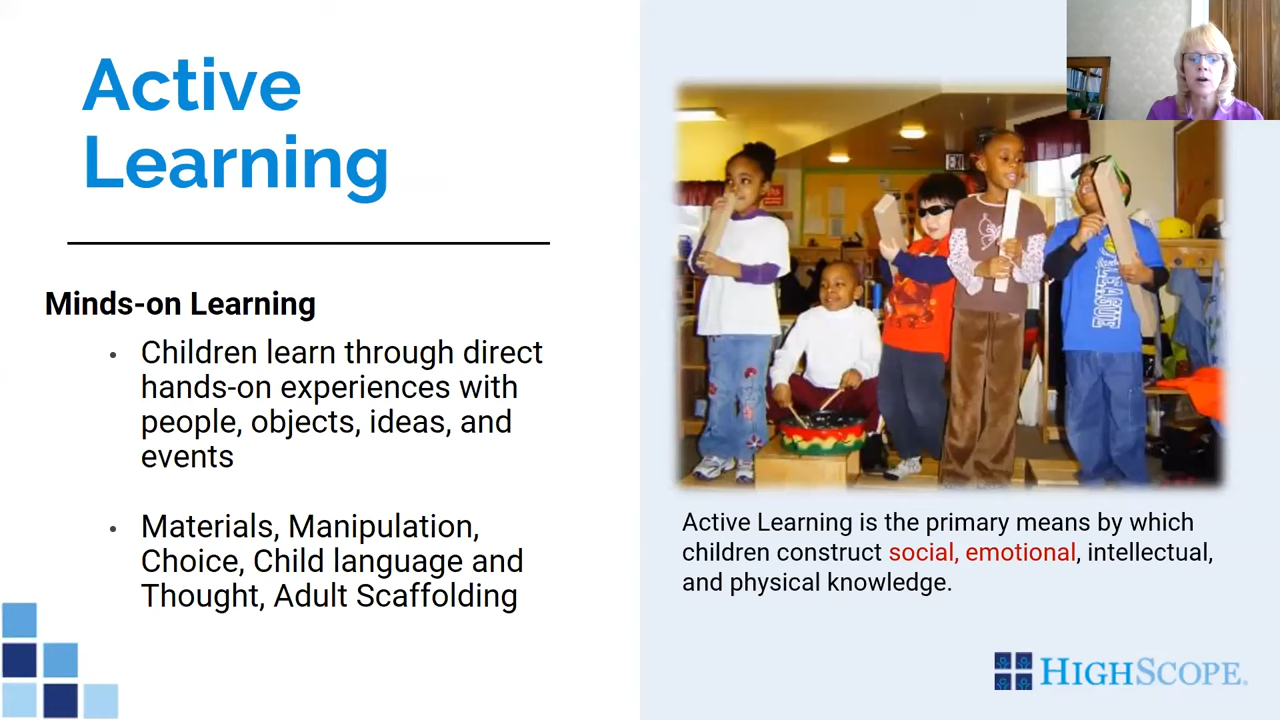 Active
Learning
Minds-on Learning
• Children learn through direct
hands-on experiences with
people, objects, ideas, and
events
• Materials, Manipulation,
Choice, Child language and
Thought, Adult Scaffolding
EXI
Active Learning is the primary means by which
children construct social, emotional, intellectual,
and physical knowledge.
HIGHSCOPE®